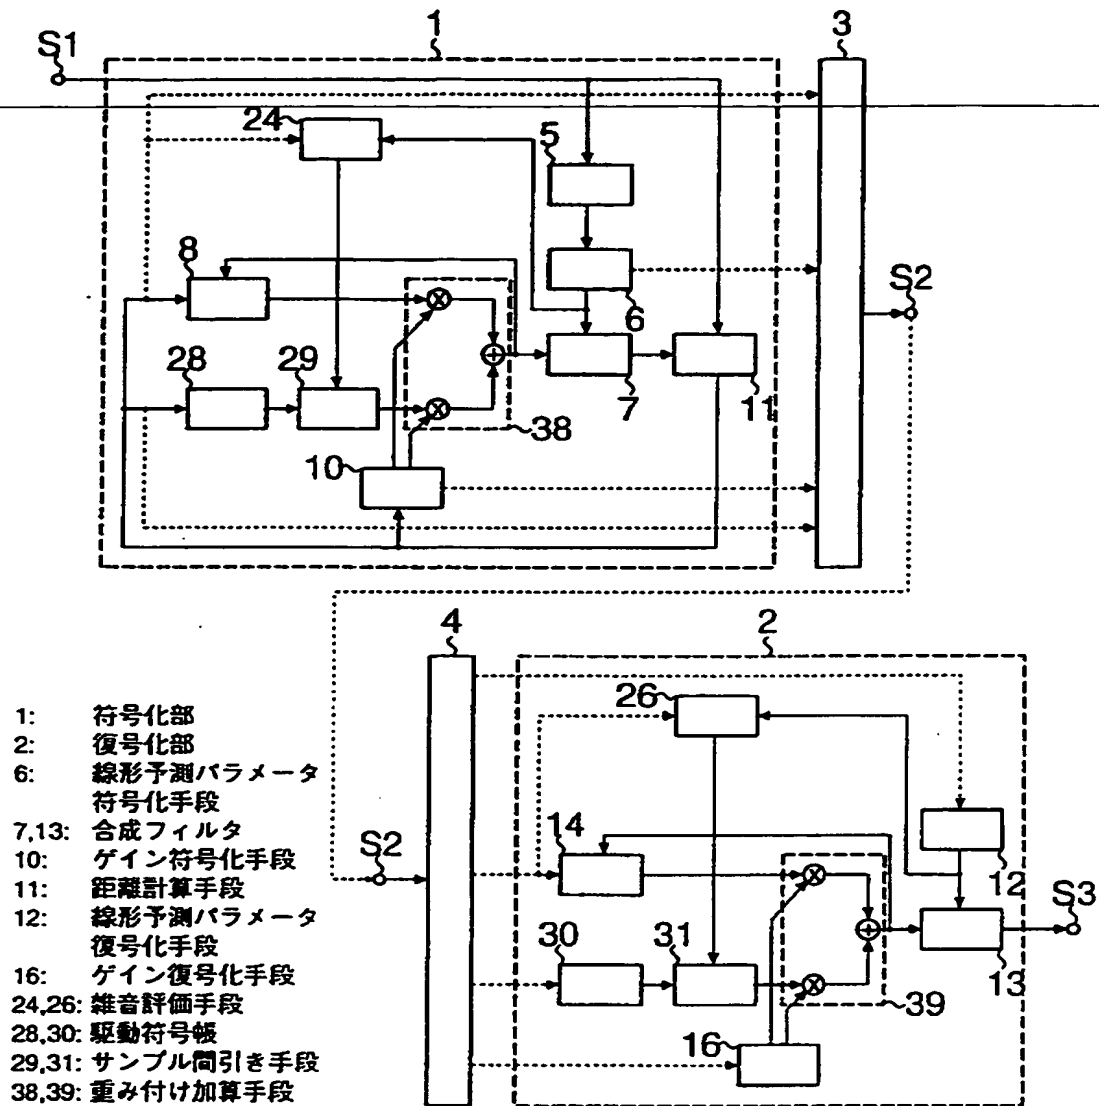 S1
1
3
24
5
8
6
S2
28
29
7
11
38
10
4
2
26
1: 符号化部
2: 復号化部
6: 線形予測パラメータ
符号化手段
7,13: 合成フィルタ
10: ゲイン符号化手段
11: 距離計算手段
12: 線形予測パラメータ
復号化手段
16: ゲイン復号化手段
24,26: 雑音評価手段
28,30: 駆動符号帳
29,31: サンプル間引き手段
38,39: 重み付け加算手段
S2
14
12
S3
30
31
13
39
16